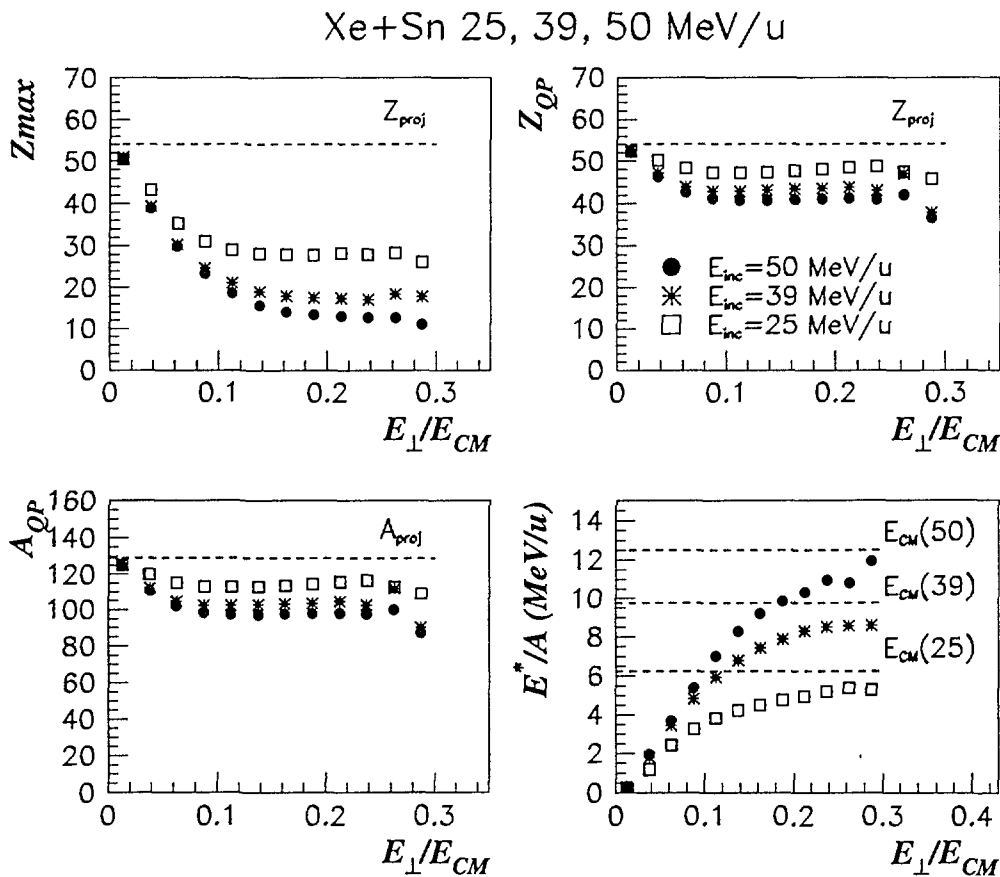 Xe+Sn 25, 39, 50 MeV/u
Zmax
70
60
50
40
30
20
10
0
Z_proj
0 0.1 0.2 0.3
E⊥/E_CM
Z_QP
70
60
50
40
30
20
10
0
Z_proj
E_inc=50 MeV/u
E_inc=39 MeV/u
E_inc=25 MeV/u
0 0.1 0.2 0.3
E⊥/E_CM
A_QP
160
140
120
100
80
60
40
20
0
A_proj
0 0.1 0.2 0.3
E⊥/E_CM
E*/A (MeV/u)
14
12
10
8
6
4
2
0
E_CM(50)
E_CM(39)
E_CM(25)
0 0.1 0.2 0.3 0.4
E⊥/E_CM